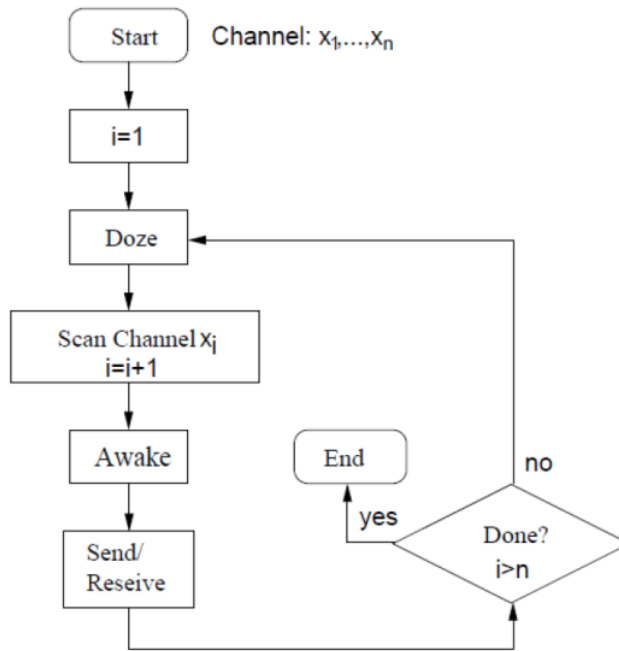 Start
Channel: x1,...,xn
i=1
Doze
Scan Channel xi
i=i+1
Awake
Send/
Reseive
End
yes
no
Done?
i>n